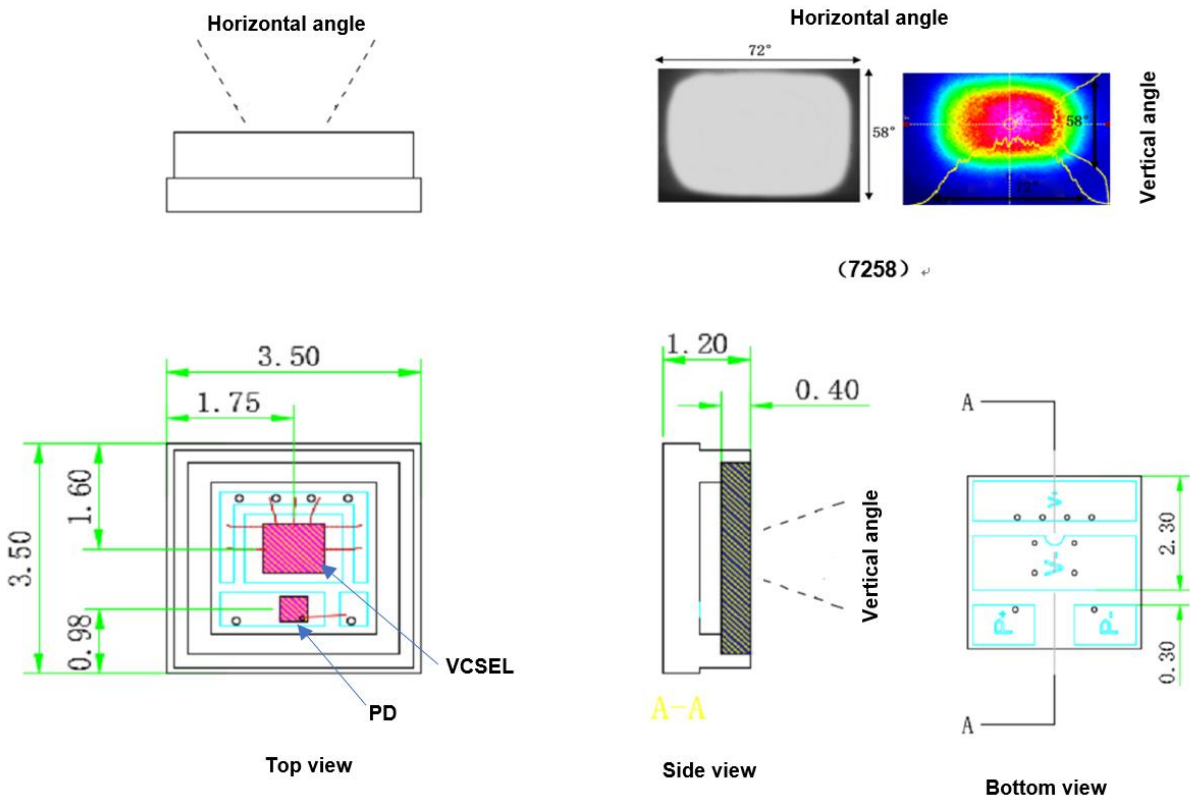 Horizontal angle
Horizontal angle
72°
58°
58°
72°
Vertical angle
（7258）
3.50
1.75
3.50
1.60
0.98
VCSEL
PD
Top view
1.20
0.40
Vertical angle
A-A
Side view
A
V+
V-
P+
P-
2.30
0.30
A
Bottom view